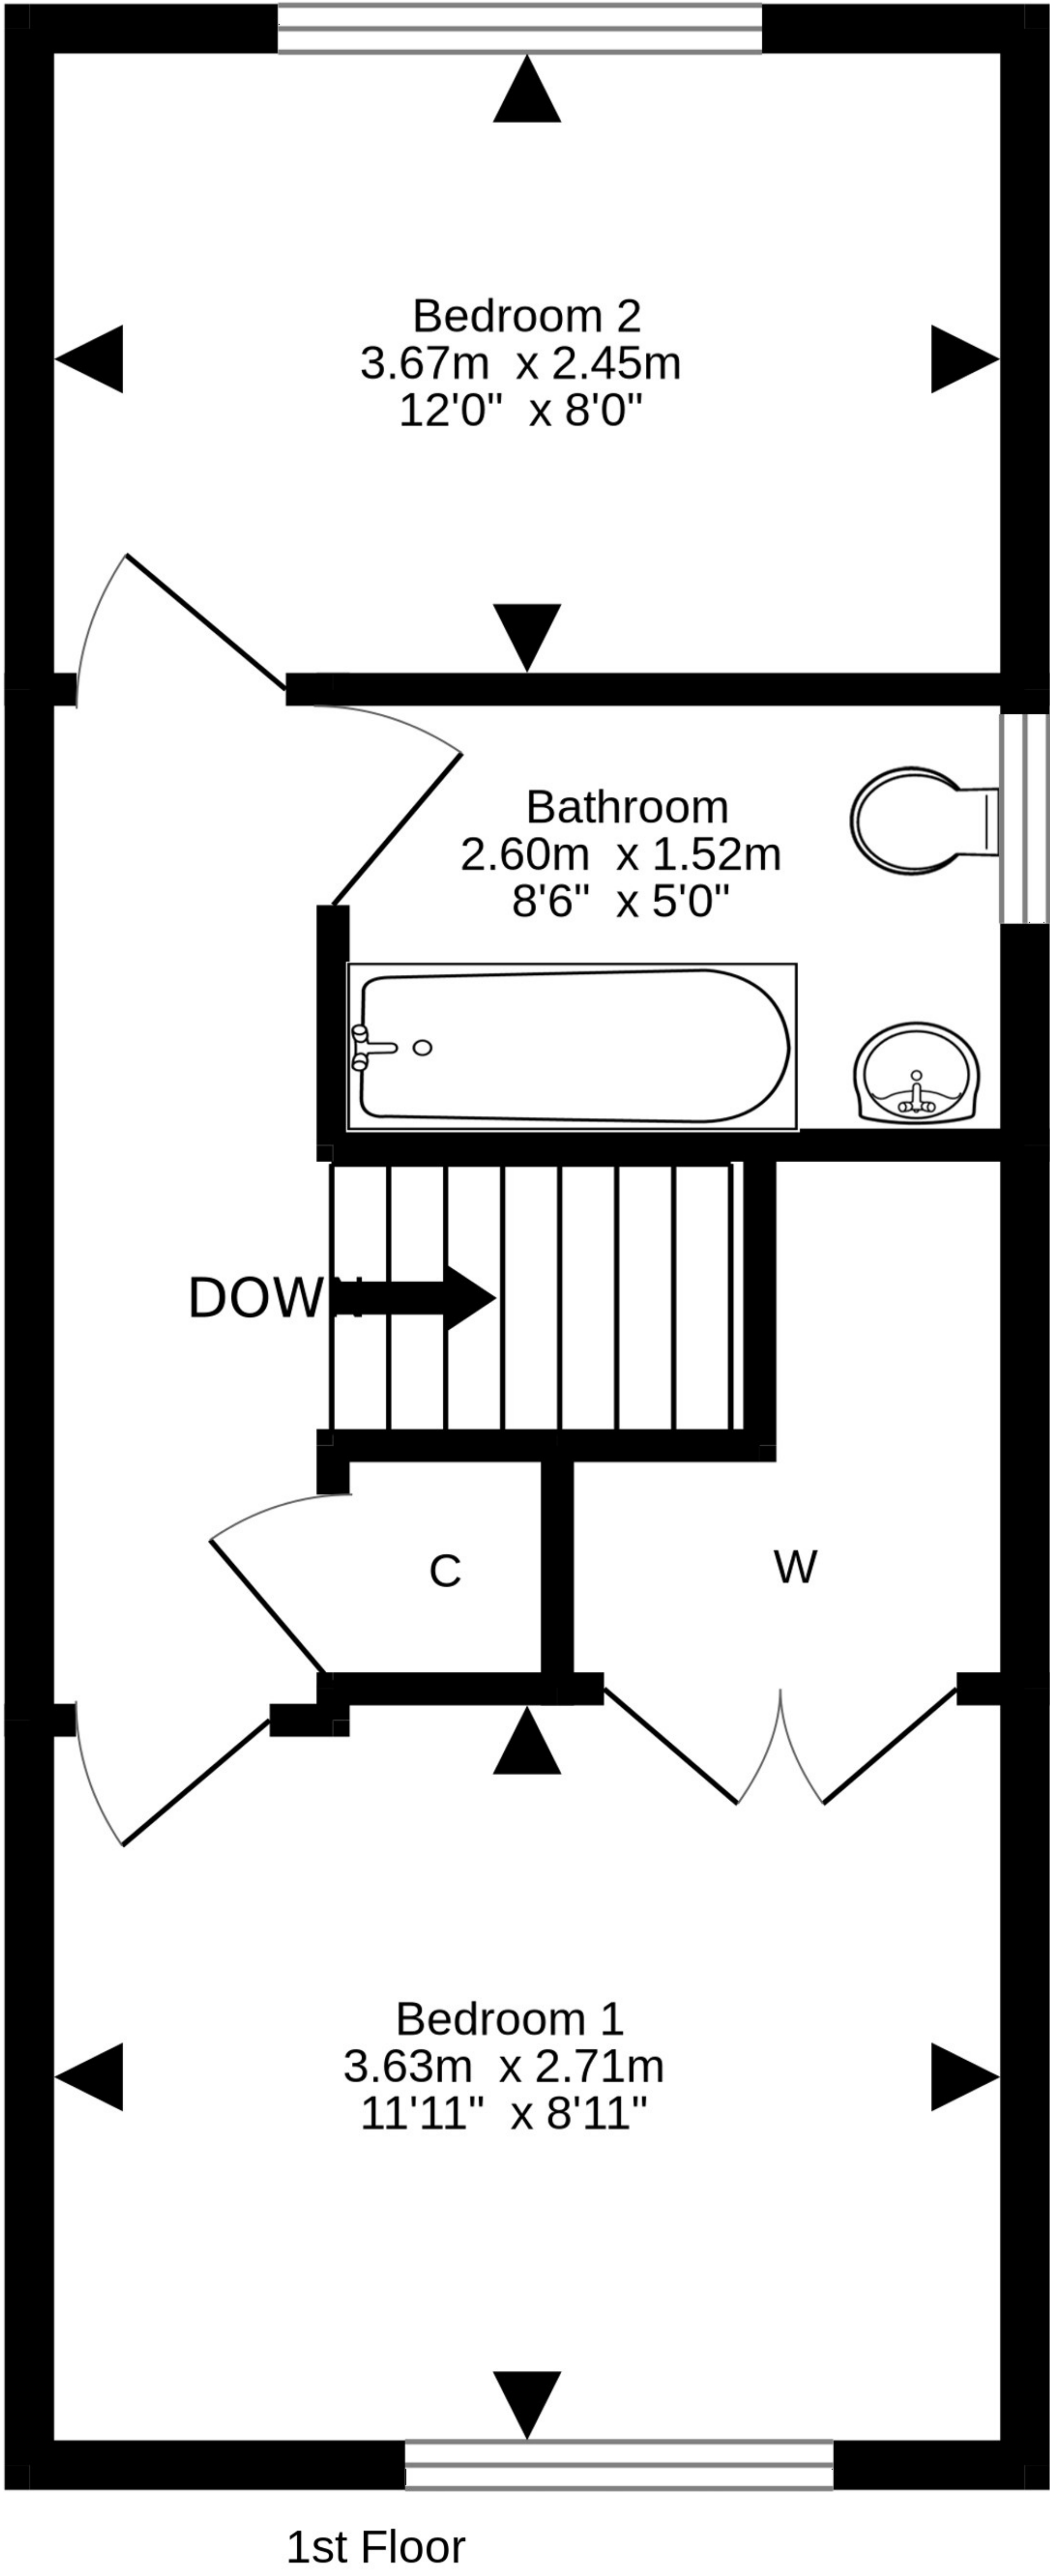 Bedroom 2
3.67m x 2.45m
12'0" x 8'0"
Bathroom
2.60m x 1.52m
8'6" x 5'0"
DOWN
C
W
Bedroom 1
3.63m x 2.71m
11'11" x 8'11"
1st Floor